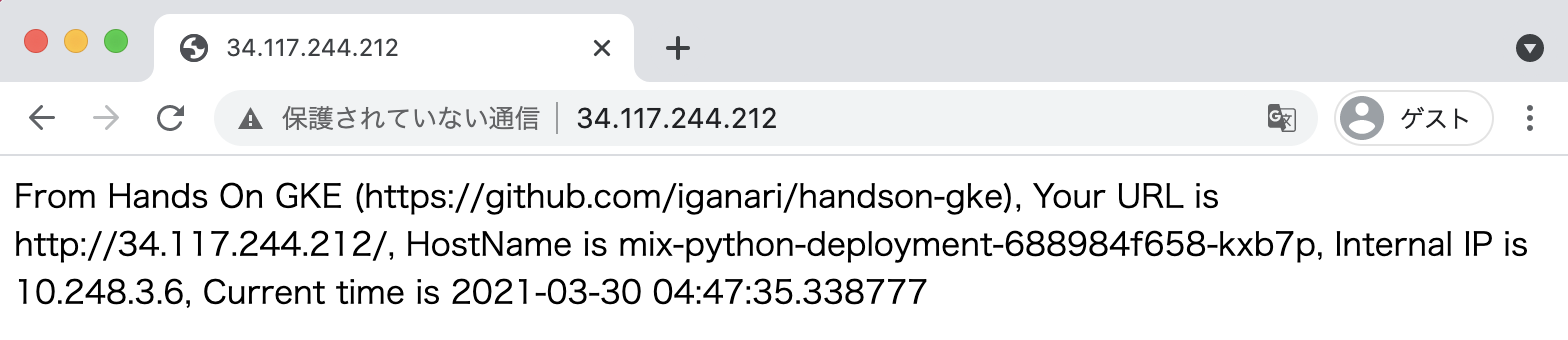 34.117.244.212
保護されていない通信 34.117.244.212 ゲスト
From Hands On GKE (https://github.com/iganari/handson-gke), Your URL is
http://34.117.244.212/, HostName is mix-python-deployment-688984f658-kxb7p, Internal IP is
10.248.3.6, Current time is 2021-03-30 04:47:35.338777